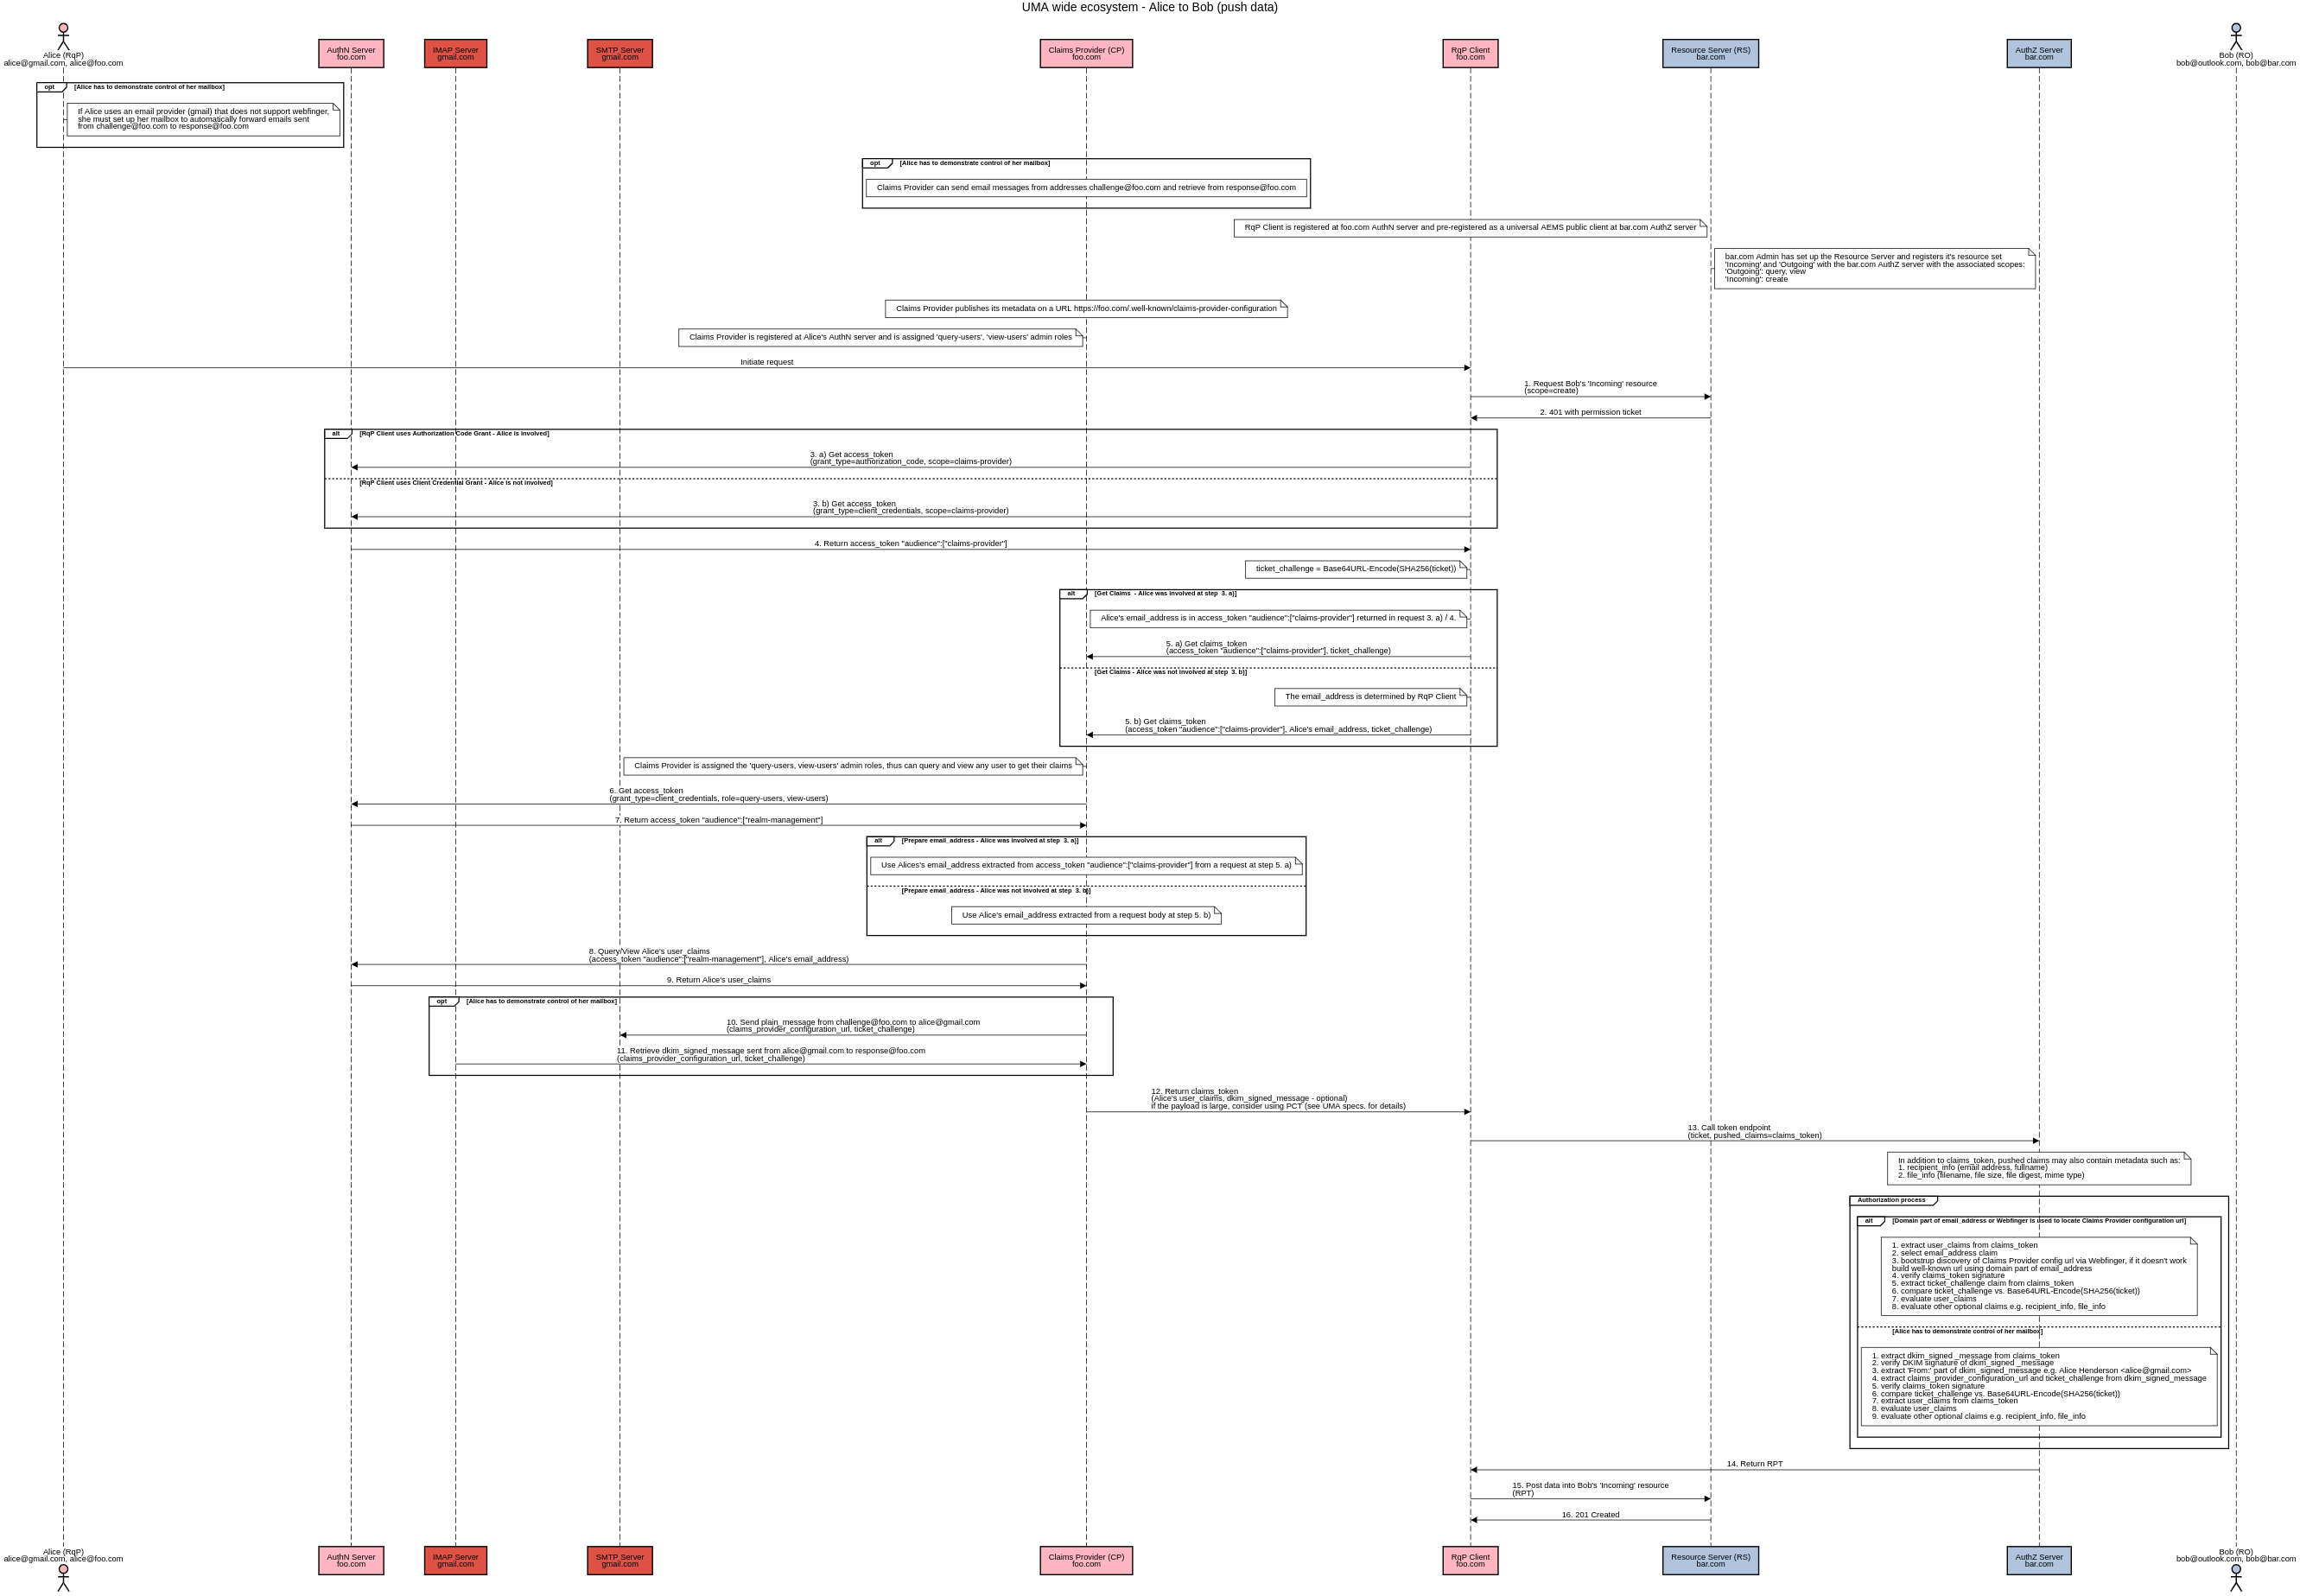 UMA wide ecosystem - Alice to Bob (push data)
Alice (RqP)
alice@gmail.com, alice@foo.com
AuthN Server
foo.com
IMAP Server
gmail.com
SMTP Server
gmail.com
Claims Provider (CP)
foo.com
RqP Client
foo.com
Resource Server (RS)
bar.com
AuthZ Server
bar.com
Bob (RO)
bob@outlook.com, bob@bar.com
opt [Alice has to demonstrate control of her mailbox]
If Alice uses an email provider (gmail) that does not support webfinger,
she must set up her mailbox to automatically forward emails sent
from challenge@foo.com to response@foo.com
opt [Alice has to demonstrate control of her mailbox]
Claims Provider can send email messages from addresses challenge@foo.com and retrieve from response@foo.com
RqP Client is registered at foo.com AuthN server and pre-registered as a universal AEMS public client at bar.com AuthZ server
bar.com Admin has set up the Resource Server and registers it's resource set
'Incoming' and 'Outgoing' with the bar.com AuthZ server with the associated scopes:
'Outgoing': query, view
'Incoming': create
Claims Provider publishes its metadata on a URL https://foo.com/.well-known/claims-provider-configuration
Claims Provider is registered at Alice's AuthN server and is assigned 'query-users', 'view-users' admin roles
Initiate request
1. Request Bob's 'Incoming' resource
(scope=create)
2. 401 with permission ticket
alt [RqP Client uses Authorization Code Grant - Alice is involved]
3. a) Get access_token
(grant_type=authorization_code, scope=claims-provider)
[RqP Client uses Client Credential Grant - Alice is not involved]
3. b) Get access_token
(grant_type=client_credentials, scope=claims-provider)
4. Return access_token "audience":["claims-provider"]
ticket_challenge = Base64URL-Encode(SHA256(ticket))
alt [Get Claims  - Alice was involved at step  3. a)]
Alice's email_address is in access_token "audience":["claims-provider"] returned in request 3. a) / 4.
5. a) Get claims_token
(access_token "audience":["claims-provider"], ticket_challenge)
[Get Claims - Alice was not involved at step  3. b)]
The email_address is determined by RqP Client
5. b) Get claims_token
(access_token "audience":["claims-provider"], Alice's email_address, ticket_challenge)
Claims Provider is assigned the 'query-users, view-users' admin roles, thus can query and view any user to get their claims
6. Get access_token
(grant_type=client_credentials, role=query-users, view-users)
7. Return access_token "audience":["realm-management"]
alt [Prepare email_address - Alice was involved at step  3. a)]
Use Alices's email_address extracted from access_token "audience":["claims-provider"] from a request at step 5. a)
[Prepare email_address - Alice was not involved at step  3. b)]
Use Alice's email_address extracted from a request body at step 5. b)
8. Query/View Alice's user_claims
(access_token "audience":["realm-management"], Alice's email_address)
9. Return Alice's user_claims
opt [Alice has to demonstrate control of her mailbox]
10. Send plain_message from challenge@foo.com to alice@gmail.com
(claims_provider_configuration_url, ticket_challenge)
11. Retrieve dkim_signed_message sent from alice@gmail.com to response@foo.com
(claims_provider_configuration_url, ticket_challenge)
12. Return claims_token
(Alice's user_claims, dkim_signed_message - optional)
if the payload is large, consider using PCT (see UMA specs. for details)
13. Call token endpoint
(ticket, pushed_claims=claims_token)
In addition to claims_token, pushed claims may also contain metadata such as:
1. recipient_info (email address, fullname)
2. file_info (filename, file size, file digest, mime type)
Authorization process
alt [Domain part of email_address or Webfinger is used to locate Claims Provider configuration url]
1. extract user_claims from claims_token
2. select email_address claim
3. bootstrup discovery of Claims Provider config url via Webfinger, if it doesn't work
build well-known url using domain part of email_address
4. verify claims_token signature
5. extract ticket_challenge claim from claims_token
6. compare ticket_challenge vs. Base64URL-Encode(SHA256(ticket))
7. evaluate user_claims
8. evaluate other optional claims e.g. recipient_info, file_info
[Alice has to demonstrate control of her mailbox]
1. extract dkim_signed _message from claims_token
2. verify DKIM signature of dkim_signed _message
3. extract 'From:' part of dkim_signed_message e.g. Alice Henderson <alice@gmail.com>
4. extract claims_provider_configuration_url and ticket_challenge from dkim_signed_message
5. verify claims_token signature
6. compare ticket_challenge vs. Base64URL-Encode(SHA256(ticket))
7. extract user_claims from claims_token
8. evaluate user_claims
9. evaluate other optional claims e.g. recipient_info, file_info
14. Return RPT
15. Post data into Bob's 'Incoming' resource
(RPT)
16. 201 Created
Alice (RqP)
alice@gmail.com, alice@foo.com
AuthN Server
foo.com
IMAP Server
gmail.com
SMTP Server
gmail.com
Claims Provider (CP)
foo.com
RqP Client
foo.com
Resource Server (RS)
bar.com
AuthZ Server
bar.com
Bob (RO)
bob@outlook.com, bob@bar.com